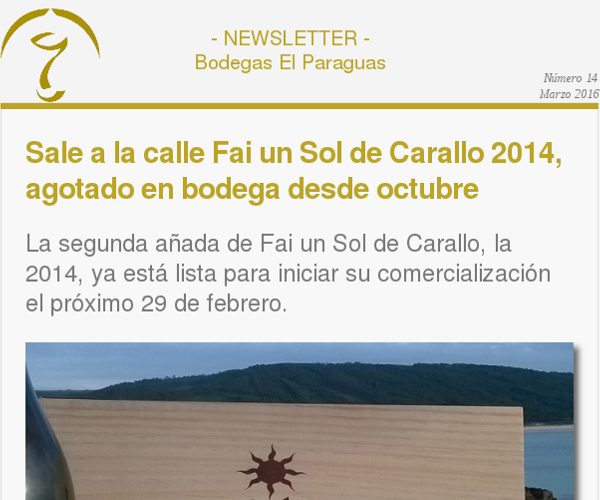 - NEWSLETTER -
Bodegas El Paraguas
Número 14
Marzo 2016
Sale a la calle Fai un Sol de Carallo 2014,
agotado en bodega desde octubre
La segunda añada de Fai un Sol de Carallo, la
2014, ya está lista para iniciar su comercialización
el próximo 29 de febrero.